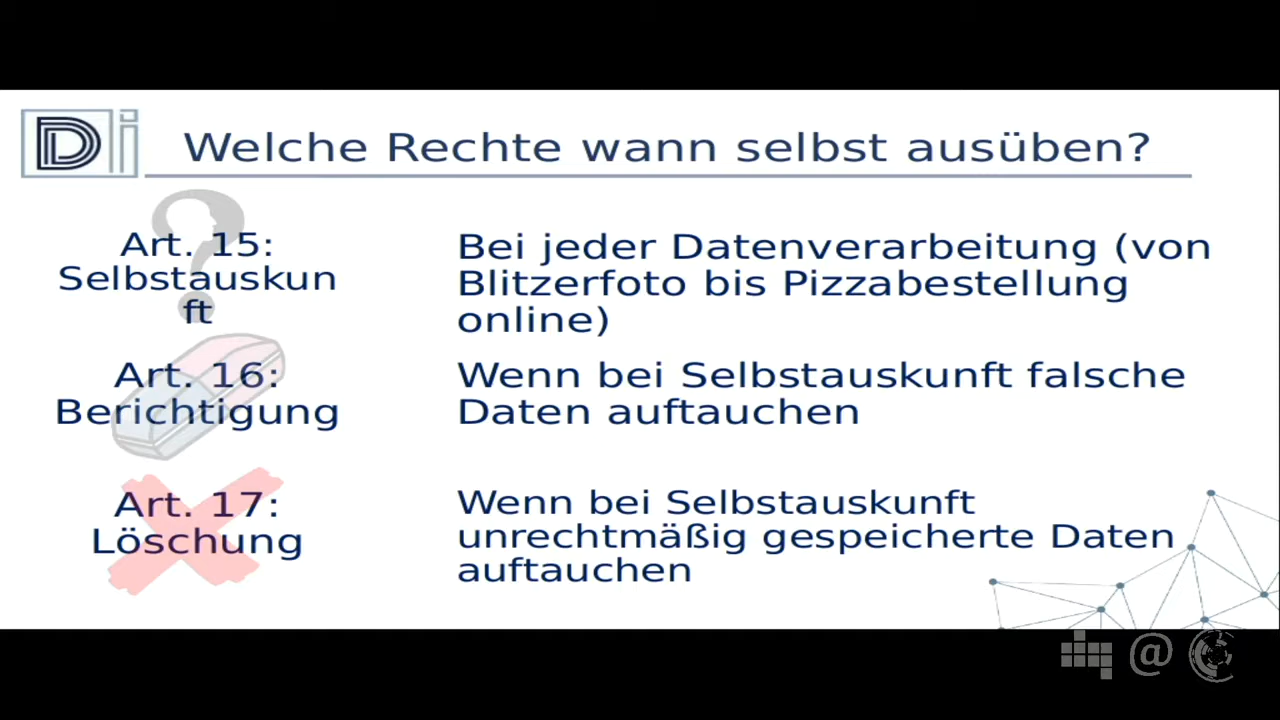 Di
Welche Rechte wann selbst ausüben?
Art. 15:
Selbstauskun
ft
Bei jeder Datenverarbeitung (von
Blitzerfoto bis Pizzabestellung
online)
Art. 16:
Berichtigung
Wenn bei Selbstauskunft falsche
Daten auftauchen
Art. 17:
Löschung
Wenn bei Selbstauskunft
unrechtmäßig gespeicherte Daten
auftauchen
@